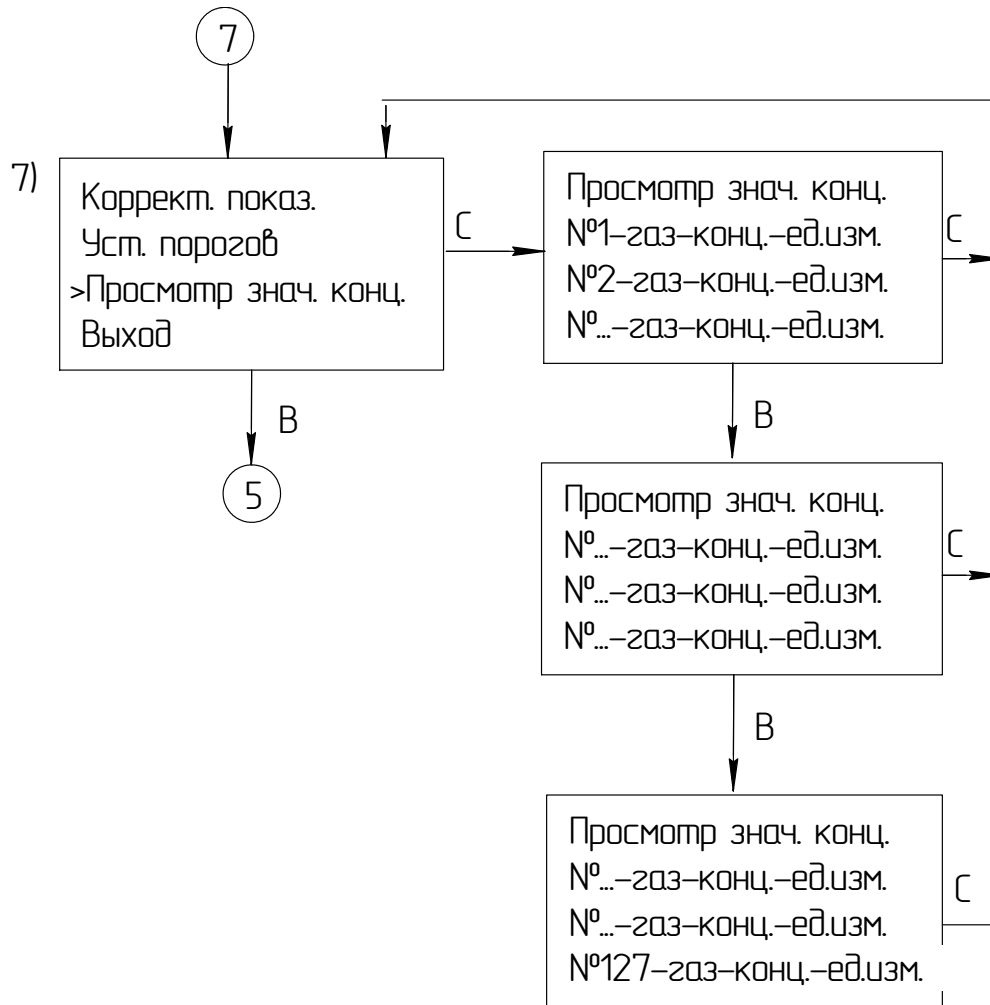 7
7)
Коррект. показ.
Уст. порогов
>Просмотр знач. конц.
Выход
С
Просмотр знач. конц.
№1-газ-конц.-ед.изм.
№2-газ-конц.-ед.изм.
№...-газ-конц.-ед.изм.
С
В
5
В
Просмотр знач. конц.
№...-газ-конц.-ед.изм.
№...-газ-конц.-ед.изм.
№...-газ-конц.-ед.изм.
С
В
Просмотр знач. конц.
№...-газ-конц.-ед.изм.
№...-газ-конц.-ед.изм.
№127-газ-конц.-ед.изм.
С